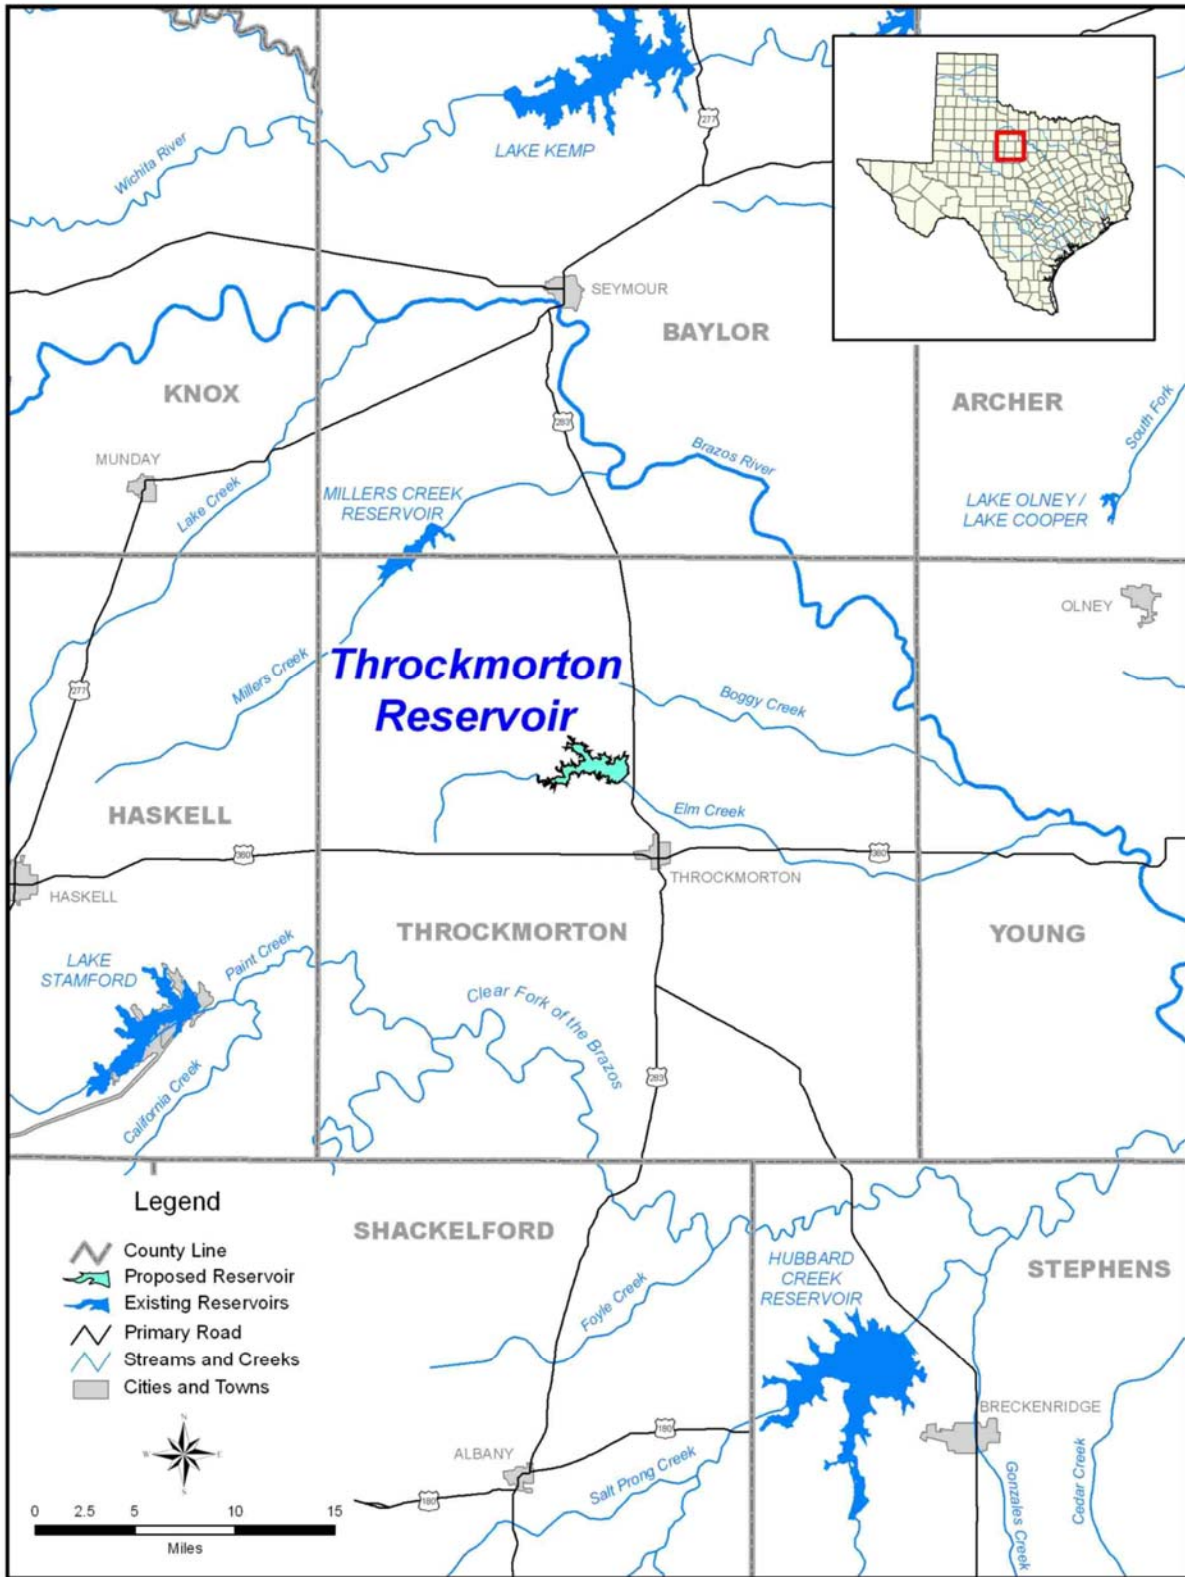 LAKE KEMP
277
Wichita River
SEYMOUR
BAYLOR
KNOX
ARCHER
South Fork
283
Brazos River
MUNDAY
Lake Creek
MILLERS CREEK
RESERVOIR
LAKE OLNEY /
LAKE COOPER
OLNEY
Throckmorton
Reservoir
Millers Creek
277
Boggy Creek
HASKELL
Elm Creek
380
380
THROCKMORTON
HASKELL
THROCKMORTON
YOUNG
LAKE
STAMFORD
Paint Creek
Clear Fork of the Brazos
California Creek
283
Legend
County Line
Proposed Reservoir
Existing Reservoirs
Primary Road
Streams and Creeks
Cities and Towns
SHACKELFORD
HUBBARD
CREEK
RESERVOIR
STEPHENS
Foyle Creek
BRECKENRIDGE
180
ALBANY
Salt Prong Creek
180
Gonzales Creek
Cedar Creek
N
W
E
S
0 2.5 5 10 15
Miles